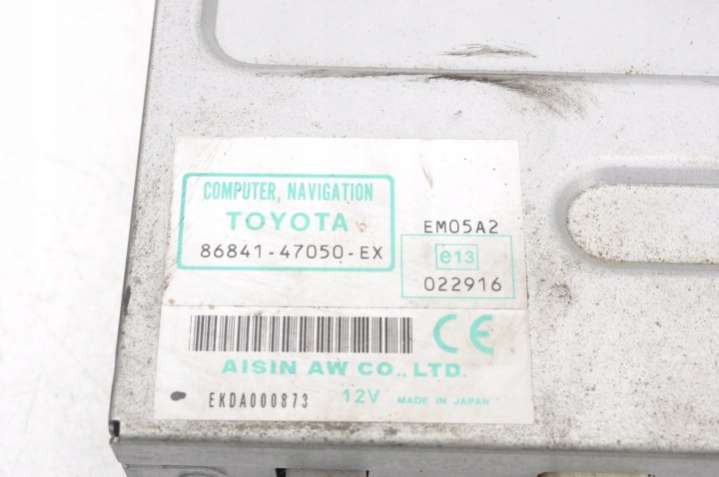 COMPUTER, NAVIGATION
TOYOTA
86841-47050-EX
EM05A2
e13
022916
CE
AISIN AW CO., LTD.
EKDA000873
12V
MADE IN JAPAN